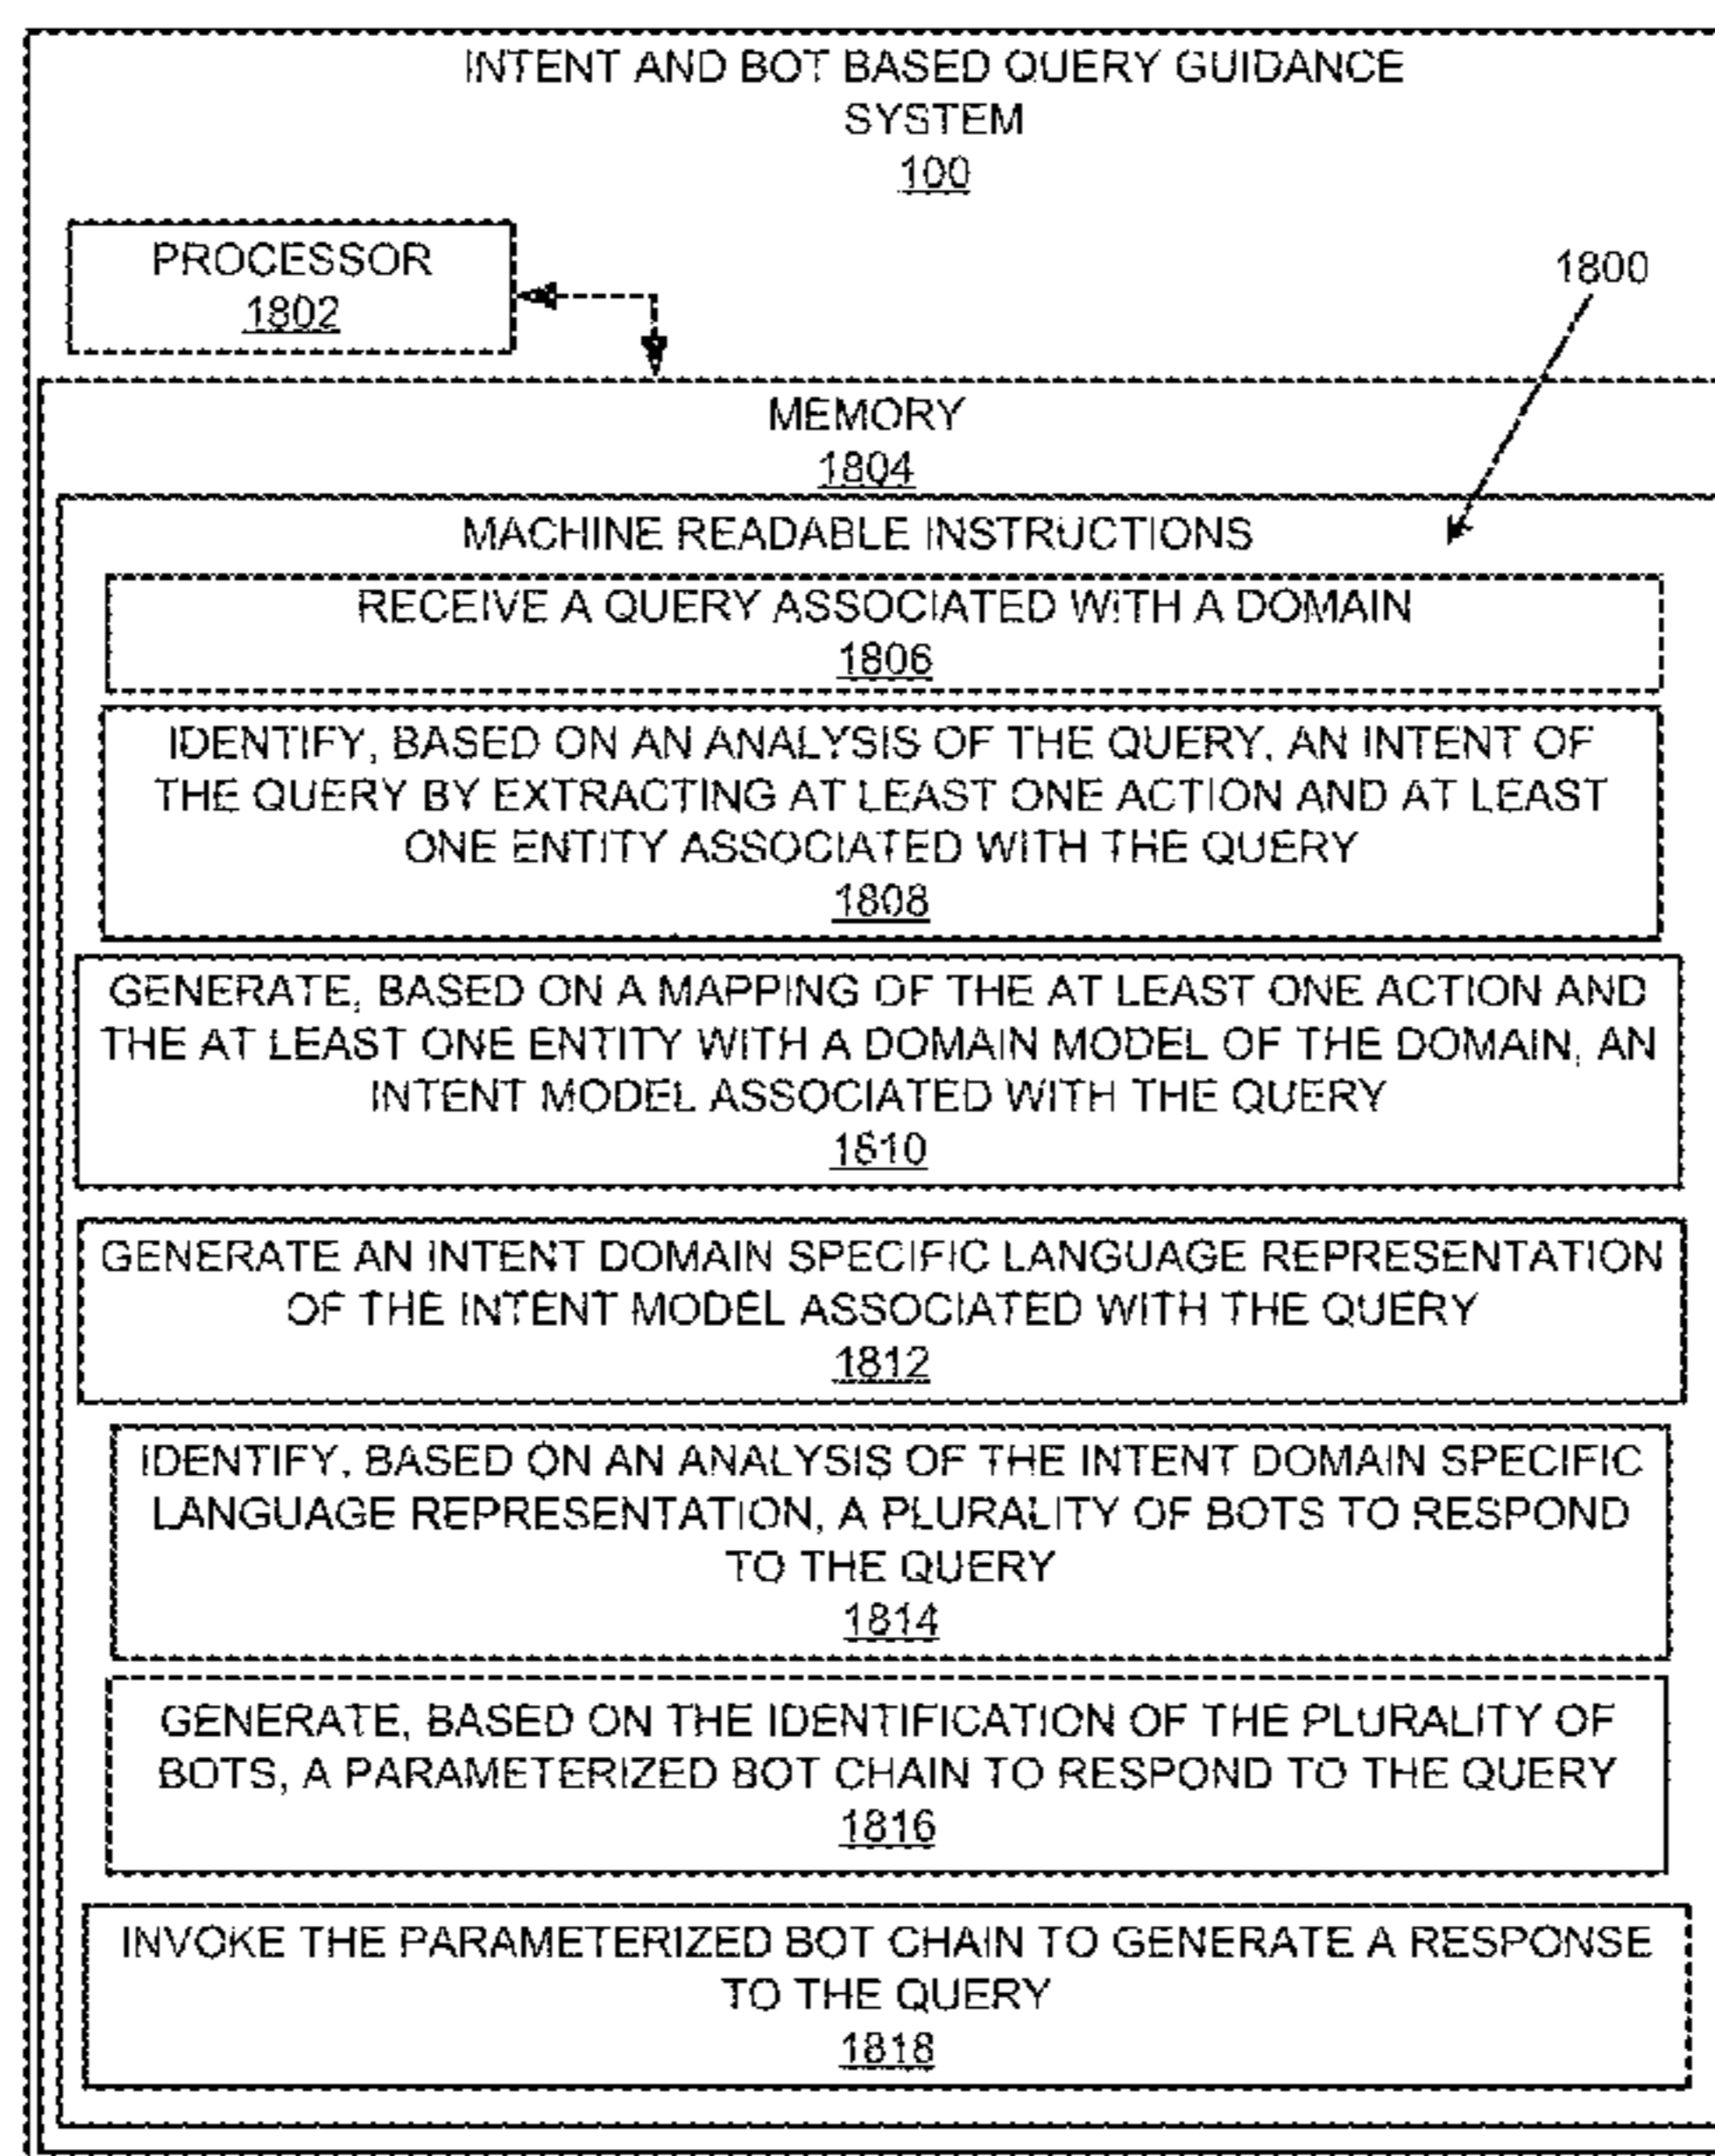 INTENT AND BOT BASED QUERY GUIDANCE
SYSTEM
100
PROCESSOR
1802
1800
MEMORY
1804
MACHINE READABLE INSTRUCTIONS
RECEIVE A QUERY ASSOCIATED WITH A DOMAIN
1806
IDENTIFY, BASED ON AN ANALYSIS OF THE QUERY, AN INTENT OF
THE QUERY BY EXTRACTING AT LEAST ONE ACTION AND AT LEAST
ONE ENTITY ASSOCIATED WITH THE QUERY
1808
GENERATE, BASED ON A MAPPING OF THE AT LEAST ONE ACTION AND
THE AT LEAST ONE ENTITY WITH A DOMAIN MODEL OF THE DOMAIN, AN
INTENT MODEL ASSOCIATED WITH THE QUERY
1810
GENERATE AN INTENT DOMAIN SPECIFIC LANGUAGE REPRESENTATION
OF THE INTENT MODEL ASSOCIATED WITH THE QUERY
1812
IDENTIFY, BASED ON AN ANALYSIS OF THE INTENT DOMAIN SPECIFIC
LANGUAGE REPRESENTATION, A PLURALITY OF BOTS TO RESPOND
TO THE QUERY
1814
GENERATE, BASED ON THE IDENTIFICATION OF THE PLURALITY OF
BOTS, A PARAMETERIZED BOT CHAIN TO RESPOND TO THE QUERY
1816
INVOKE THE PARAMETERIZED BOT CHAIN TO GENERATE A RESPONSE
TO THE QUERY
1818